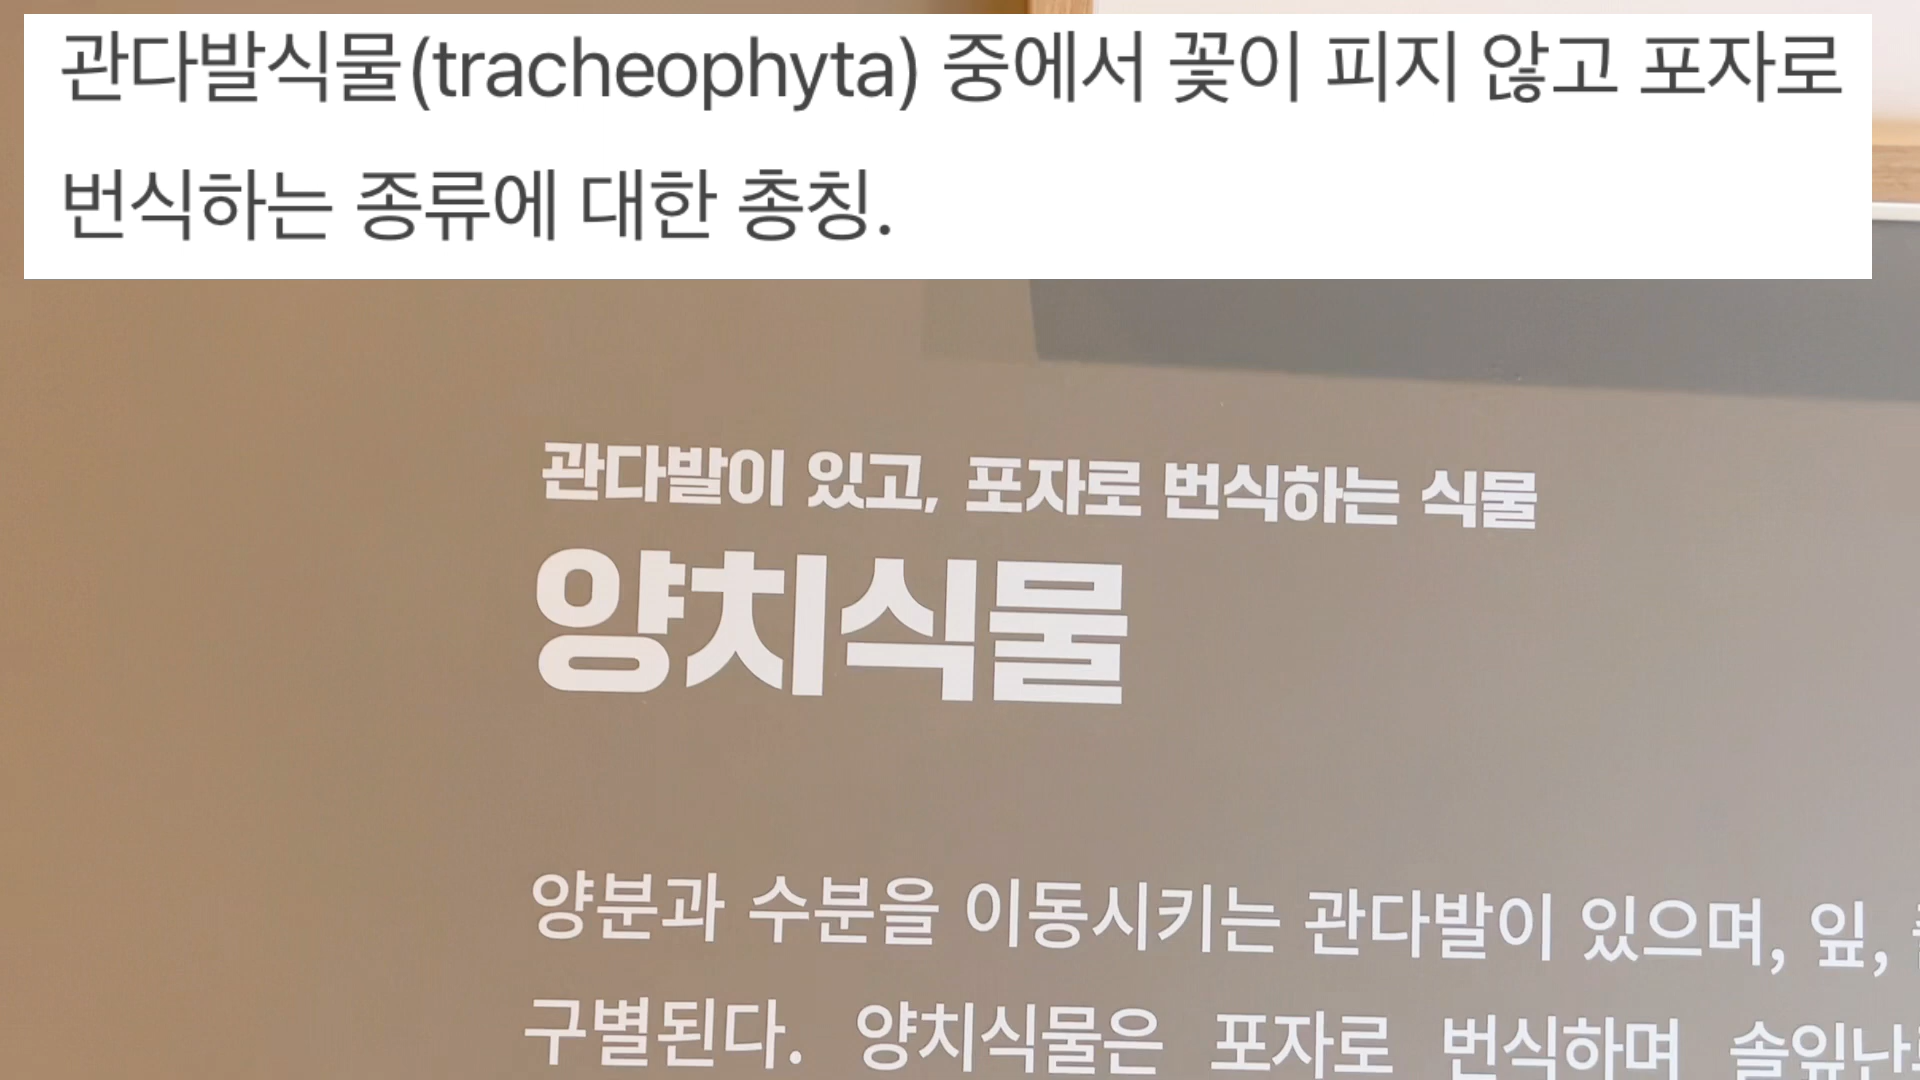 관다발식물(tracheophyta) 중에서 꽃이 피지 않고 포자로
번식하는 종류에 대한 총칭.
관다발이 있고, 포자로 번식하는 식물
양치식물
양분과 수분을 이동시키는 관다발이 있으며, 잎,
구별된다. 양치식물은 포자로 번식하며